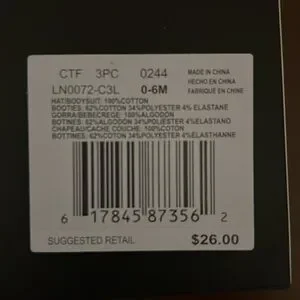 CTF 3PC 0244
MADE IN CHINA
HECHO EN CHINA
FABRIQUÉ EN CHINE
LN0072-C3L 0-6M
HAT/BODYSUIT: 100%COTTON
BOOTIES: 62%COTON 34%POLYESTER 4% ELASTANE
GORRA/BEBECREGE: 100%ALGODON
BOTINES: 62%ALGODON 34%POLIESTER 4%ELASTANO
CHAPEAU/CACHE COUCHE: 100%COTON
BOTTINES: 62%COTON 34%POLYESTER 4%ELASTHANNE
6 17845 87356 2
SUGGESTED RETAIL $26.00